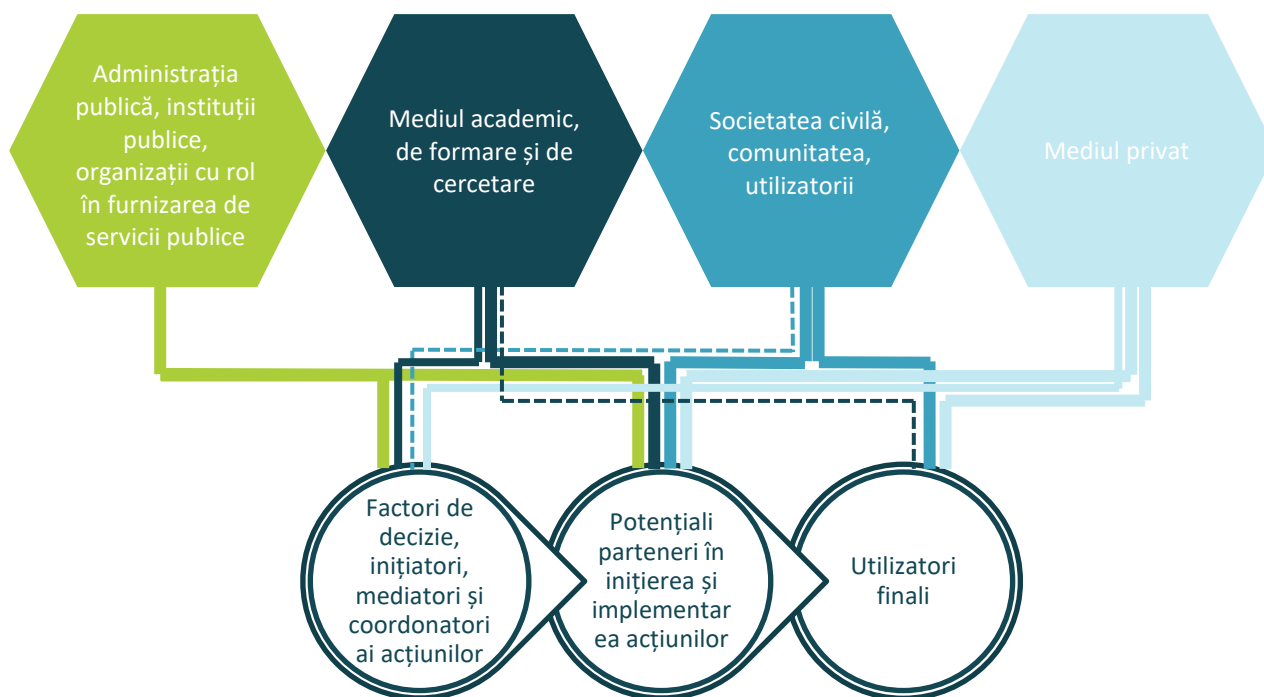 Administrația
publică, instituții
publice,
organizații cu rol
în furnizarea de
servicii publice
Mediul academic,
de formare și de
cercetare
Societatea civilă,
comunitatea,
utilizatorii
Mediul privat
Factori de
decizie,
inițiatori,
mediatori și
coordonatori
ai acțiunilor
Potențiali
parteneri în
inițierea și
implementar
ea acțiunilor
Utilizatori
finali